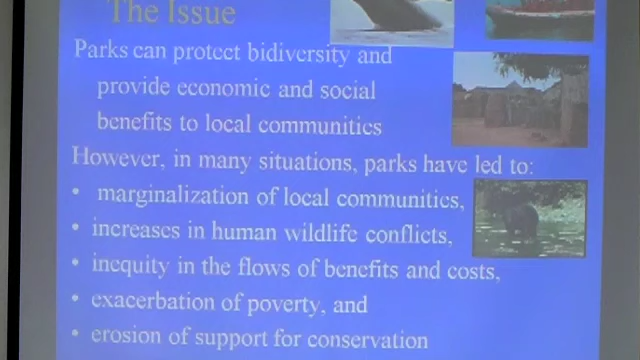 The Issue
Parks can protect bidiversity and
provide economic and social
benefits to local communities
However, in many situations, parks have led to:
• marginalization of local communities,
• increases in human wildlife conflicts,
• inequity in the flows of benefits and costs,
• exacerbation of poverty, and
• erosion of support for conservation